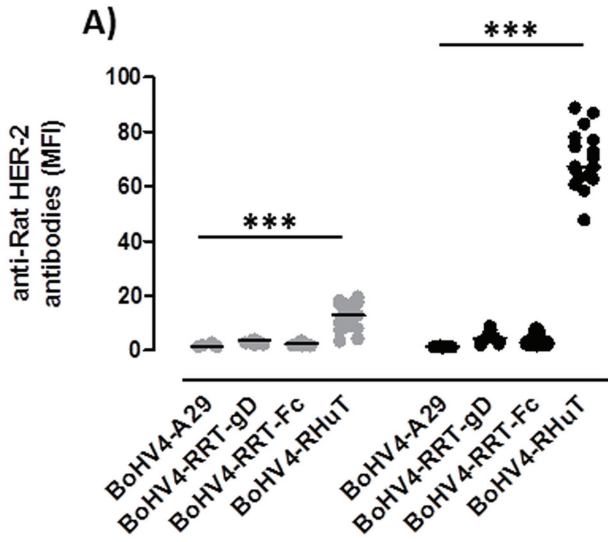 A)
***
100
80
60
40
20
0
anti-Rat HER-2
antibodies (MFI)
***
BoHV4-A29
BoHV4-RRT-gD
BoHV4-RRT-Fc
BoHV4-RHuT
BoHV4-A29
BoHV4-RRT-gD
BoHV4-RRT-Fc
BoHV4-RHuT